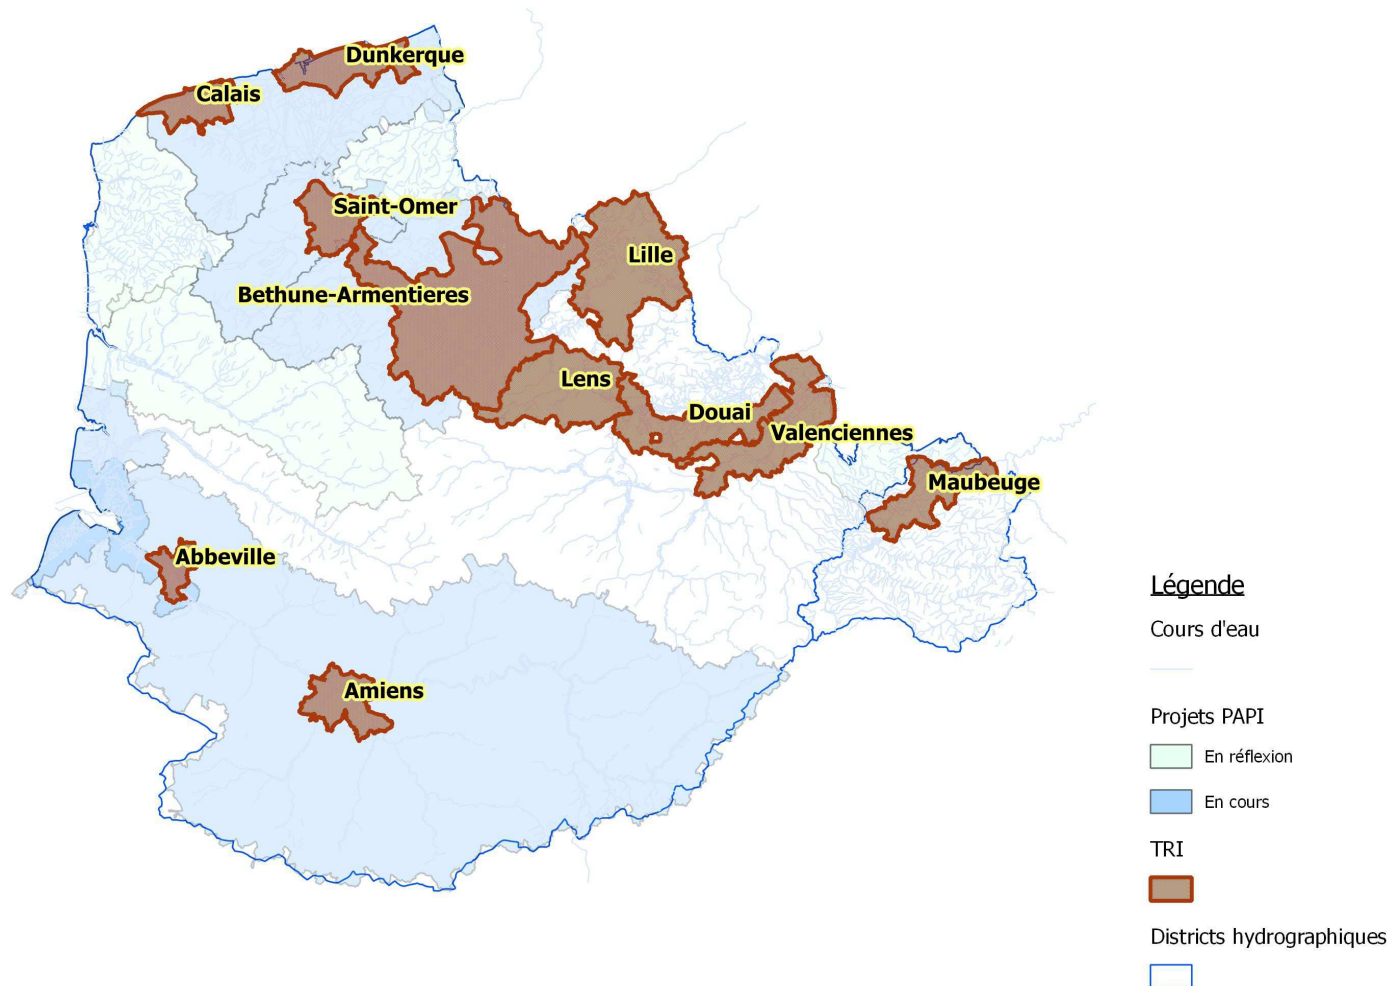 Dunkerque
Calais
Saint-Omer
Lille
Bethune-Armentieres
Lens
Douai
Valenciennes
Maubeuge
Abbeville
Amiens
Légende
Cours d'eau
Projets PAPI
En réflexion
En cours
TRI
Districts hydrographiques